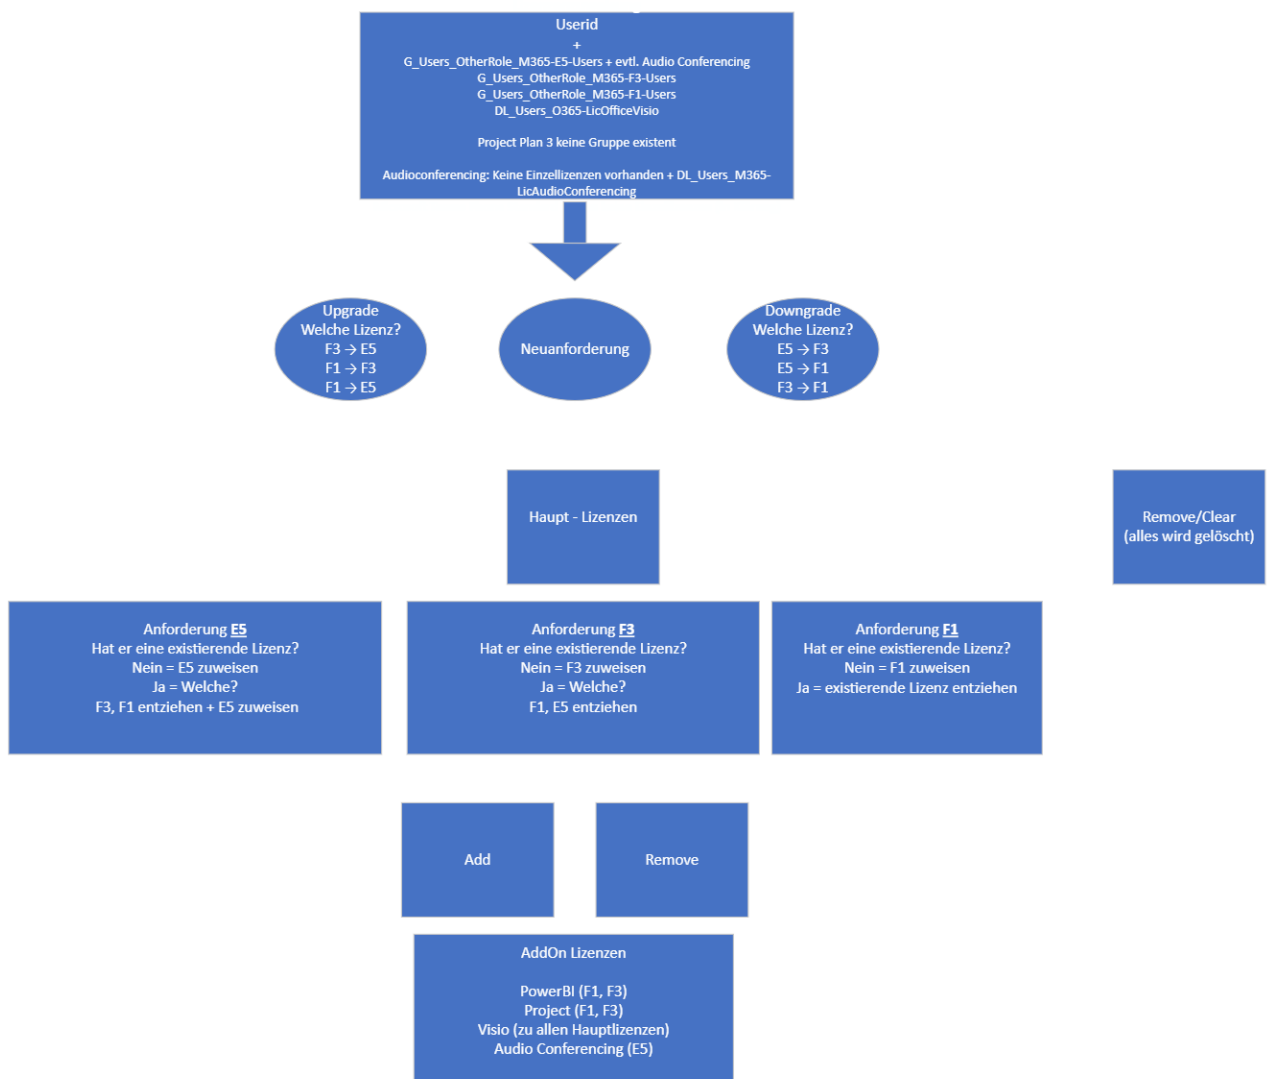 Userid
+
G_Users_OtherRole_M365-E5-Users + evtl. Audio Conferencing
G_Users_OtherRole_M365-F3-Users
G_Users_OtherRole_M365-F1-Users
DL_Users_O365-LicOfficeVisio
Project Plan 3 keine Gruppe existent
Audioconferencing: Keine Einzellizenzen vorhanden + DL_Users_M365-
LicAudioConferencing
Upgrade
Welche Lizenz?
F3 → E5
F1 → F3
F1 → E5
Neuanforderung
Downgrade
Welche Lizenz?
E5 → F3
E5 → F1
F3 → F1
Haupt - Lizenzen
Remove/Clear
(alles wird gelöscht)
Anforderung E5
Hat er eine existierende Lizenz?
Nein = E5 zuweisen
Ja = Welche?
F3, F1 entziehen + E5 zuweisen
Anforderung F3
Hat er eine existierende Lizenz?
Nein = F3 zuweisen
Ja = Welche?
F1, E5 entziehen
Anforderung F1
Hat er eine existierende Lizenz?
Nein = F1 zuweisen
Ja = existierende Lizenz entziehen
Add
Remove
AddOn Lizenzen
PowerBI (F1, F3)
Project (F1, F3)
Visio (zu allen Hauptlizenzen)
Audio Conferencing (E5)